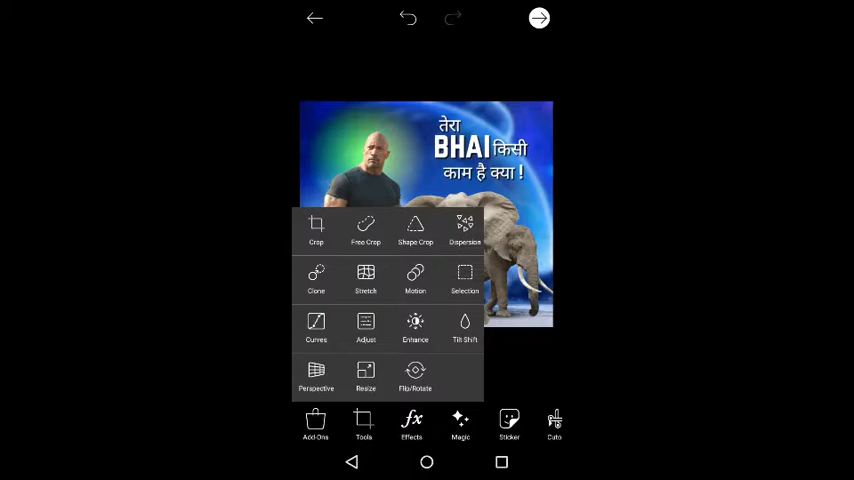 तेरा
BHAI किसी
काम है क्या !
Crop Free Crop Shape Crop Dispersion
Clone Stretch Motion Selection
Curves Adjust Enhance Tilt Shift
Perspective Resize Flip/Rotate
Add-Ons Tools fx Effects Magic Sticker Cuto